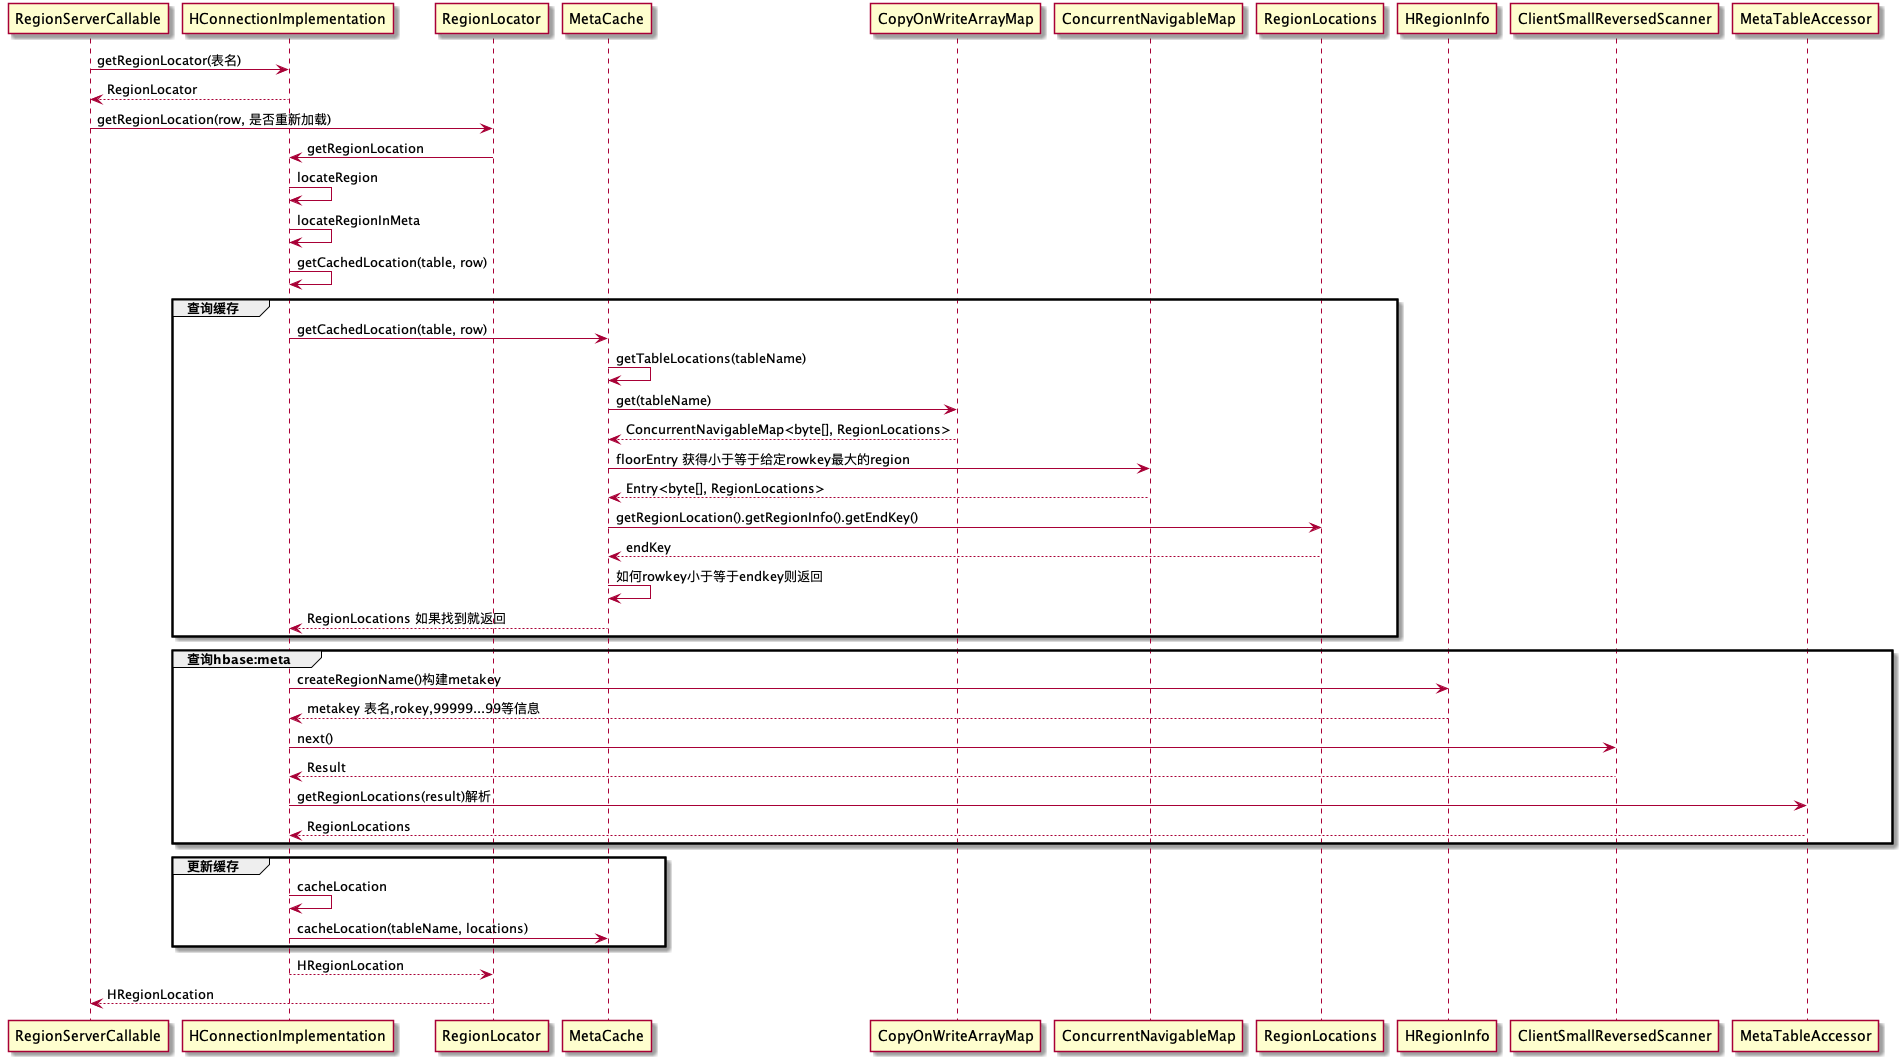 RegionServerCallable
HConnectionImplementation
RegionLocator
MetaCache
CopyOnWriteArrayMap
ConcurrentNavigableMap
RegionLocations
HRegionInfo
ClientSmallReversedScanner
MetaTableAccessor
getRegionLocator(表名)
RegionLocator
getRegionLocation(row, 是否重新加载)
getRegionLocation
locateRegion
locateRegionInMeta
getCachedLocation(table, row)
查询缓存
getCachedLocation(table, row)
getTableLocations(tableName)
get(tableName)
ConcurrentNavigableMap<byte[], RegionLocations>
floorEntry 获得小于等于给定rowkey最大的region
Entry<byte[], RegionLocations>
getRegionLocation().getRegionInfo().getEndKey()
endKey
如何rowkey小于等于endkey则返回
RegionLocations 如果找到就返回
查询hbase:meta
createRegionName()构建metakey
metakey 表名,rokey,99999...99等信息
next()
Result
getRegionLocations(result)解析
RegionLocations
更新缓存
cacheLocation
cacheLocation(tableName, locations)
HRegionLocation
HRegionLocation
RegionServerCallable
HConnectionImplementation
RegionLocator
MetaCache
CopyOnWriteArrayMap
ConcurrentNavigableMap
RegionLocations
HRegionInfo
ClientSmallReversedScanner
MetaTableAccessor